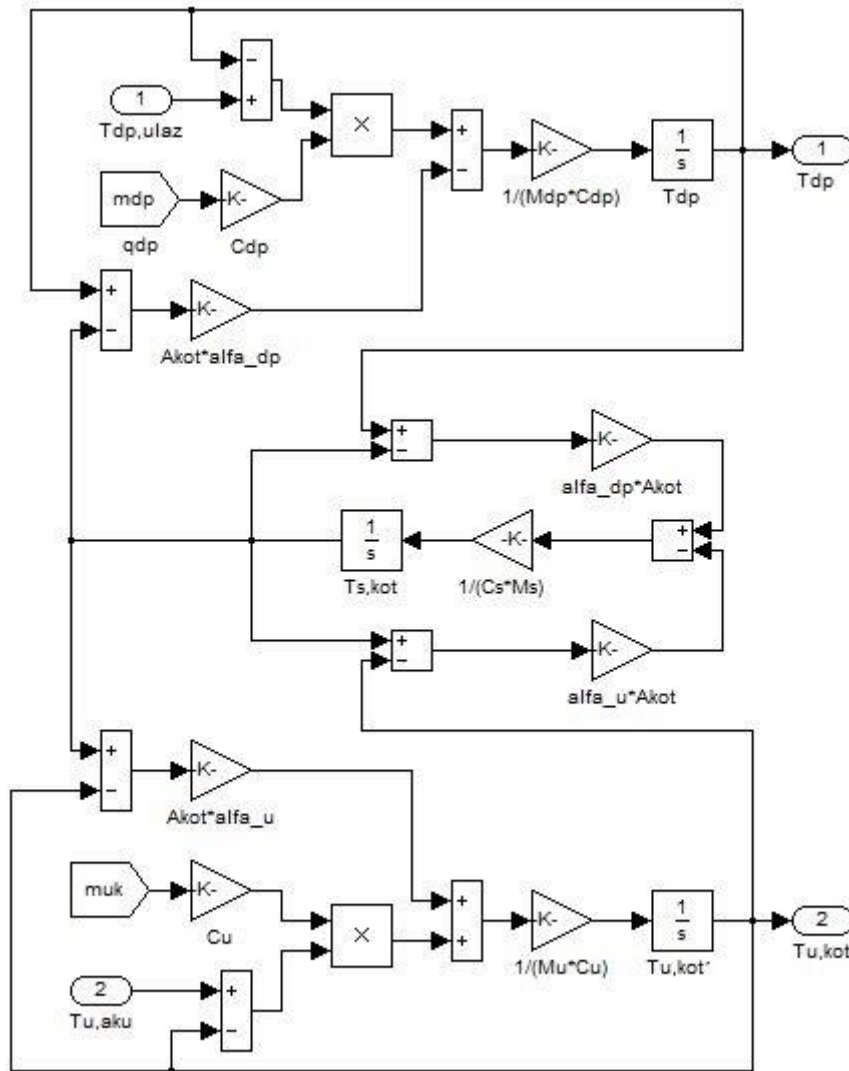 −
+
1
Tdp,ulaz
×
+
−
K-
1/(Mdp*Cdp)
1
s
Tdp
1
Tdp
mdp
qdp
K-
Cdp
+
−
K-
Akot*alfa_dp
+
−
K-
alfa_dp*Akot
1
s
Ts,kot
-K-
1/(Cs*Ms)
+
−
+
−
K-
alfa_u*Akot
+
−
K-
Akot*alfa_u
muk
K-
Cu
×
+
+
K-
1/(Mu*Cu)
1
s
Tu,kot´
2
Tu,kot
2
Tu,aku
+
−